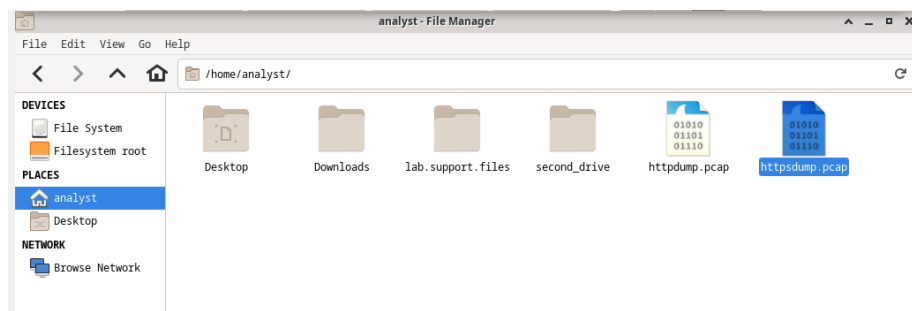 analyst - File Manager
File Edit View Go Help
/home/analyst/
DEVICES
File System
Filesystem root
PLACES
analyst
Desktop
NETWORK
Browse Network
01010
01101
01110
01010
01101
01110
Desktop Downloads lab.support.files second_drive httpdump.pcap httpsdump.pcap